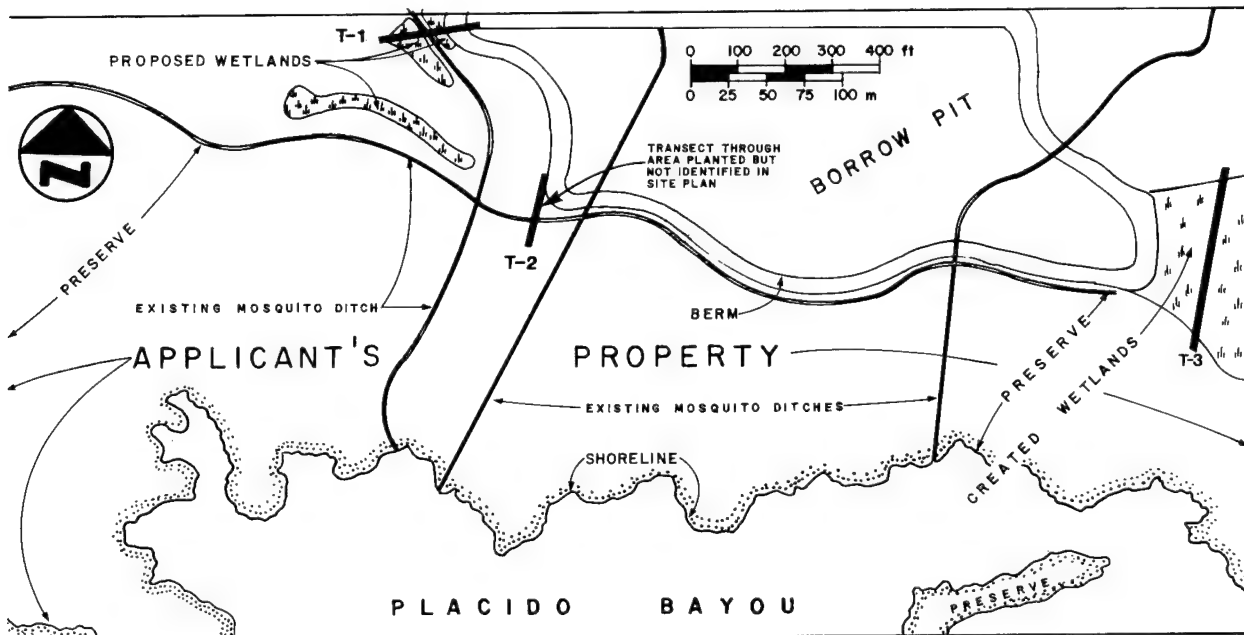 T-1
PROPOSED WETLANDS
0 100 200 300 400 ft
0 25 50 75 100 m
N
TRANSECT THROUGH
AREA PLANTED BUT
NOT IDENTIFIED IN
SITE PLAN
BORROW PIT
PRESERVE
T-2
EXISTING MOSQUITO DITCH
BERM
APPLICANT'S PROPERTY
PRESERVE
CREATED WETLANDS
T-3
EXISTING MOSQUITO DITCHES
SHORELINE
PRESERVE
PLACIDO BAYOU